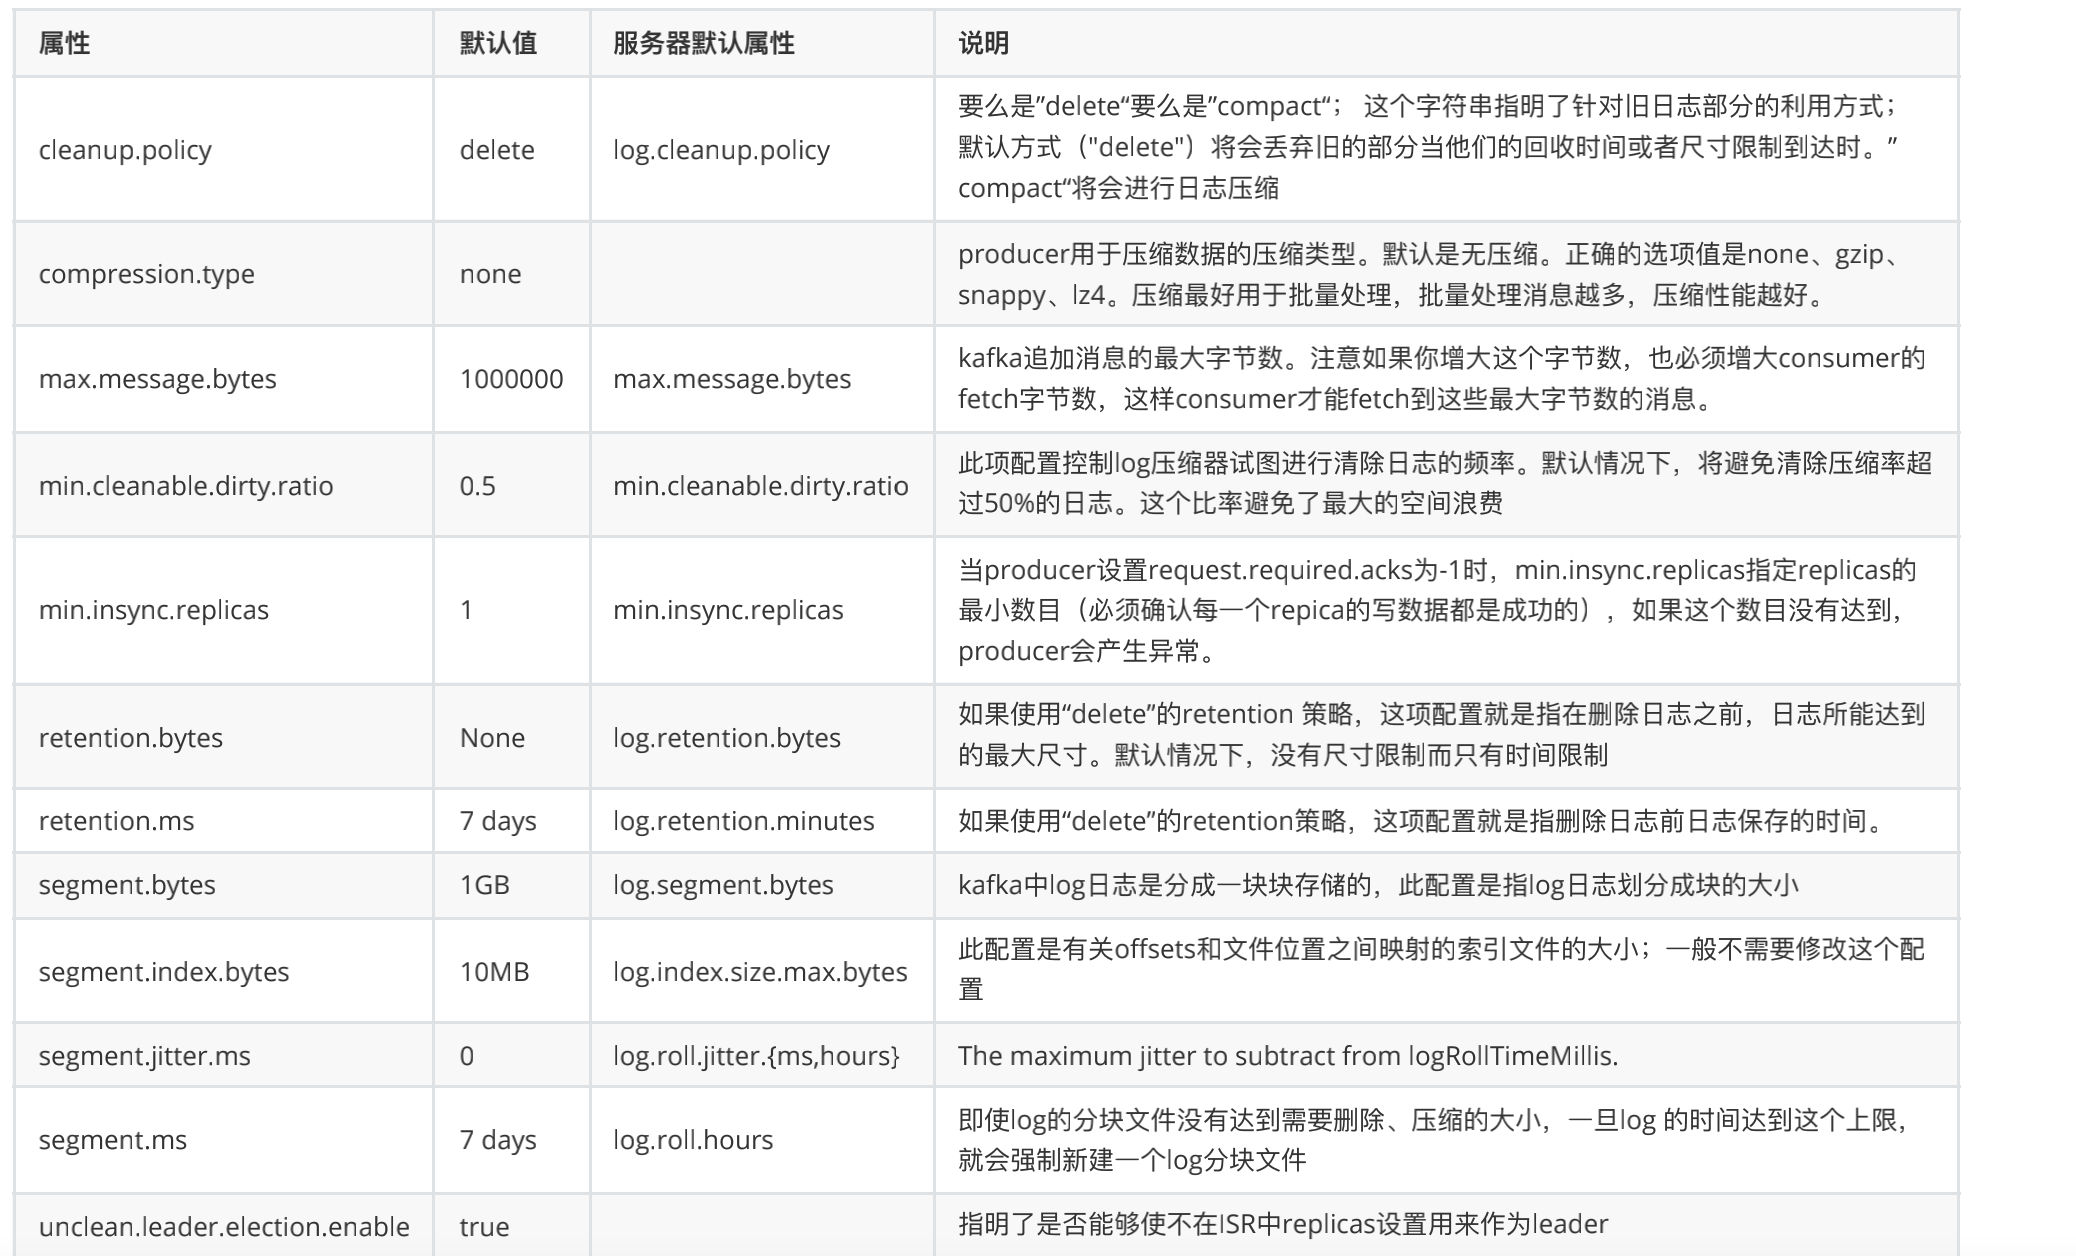 属性 默认值 服务器默认属性 说明
要么是”delete“要么是”compact“； 这个字符串指明了针对旧日志部分的利用方式；
cleanup.policy delete log.cleanup.policy 默认方式（"delete"）将会丢弃旧的部分当他们的回收时间或者尺寸限制到达时。”
compact“将会进行日志压缩
compression.type none producer用于压缩数据的压缩类型。默认是无压缩。正确的选项值是none、gzip、
snappy、lz4。压缩最好用于批量处理，批量处理消息越多，压缩性能越好。
max.message.bytes 1000000 max.message.bytes kafka追加消息的最大字节数。注意如果你增大这个字节数，也必须增大consumer的
fetch字节数，这样consumer才能fetch到这些最大字节数的消息。
min.cleanable.dirty.ratio 0.5 min.cleanable.dirty.ratio 此项配置控制log压缩器试图进行清除日志的频率。默认情况下，将避免清除压缩率超
过50%的日志。这个比率避免了最大的空间浪费
当producer设置request.required.acks为-1时，min.insync.replicas指定replicas的
min.insync.replicas 1 min.insync.replicas 最小数目（必须确认每一个repica的写数据都是成功的），如果这个数目没有达到，
producer会产生异常。
retention.bytes None log.retention.bytes 如果使用“delete”的retention 策略，这项配置就是指在删除日志之前，日志所能达到
的最大尺寸。默认情况下，没有尺寸限制而只有时间限制
retention.ms 7 days log.retention.minutes 如果使用“delete”的retention策略，这项配置就是指删除日志前日志保存的时间。
segment.bytes 1GB log.segment.bytes kafka中log日志是分成一块块存储的，此配置是指log日志划分成块的大小
segment.index.bytes 10MB log.index.size.max.bytes 此配置是有关offsets和文件位置之间映射的索引文件的大小；一般不需要修改这个配
置
segment.jitter.ms 0 log.roll.jitter.{ms,hours} The maximum jitter to subtract from logRollTimeMillis.
segment.ms 7 days log.roll.hours 即使log的分块文件没有达到需要删除、压缩的大小，一旦log 的时间达到这个上限，
就会强制新建一个log分块文件
unclean.leader.election.enable true 指明了是否能够使不在ISR中replicas设置用来作为leader